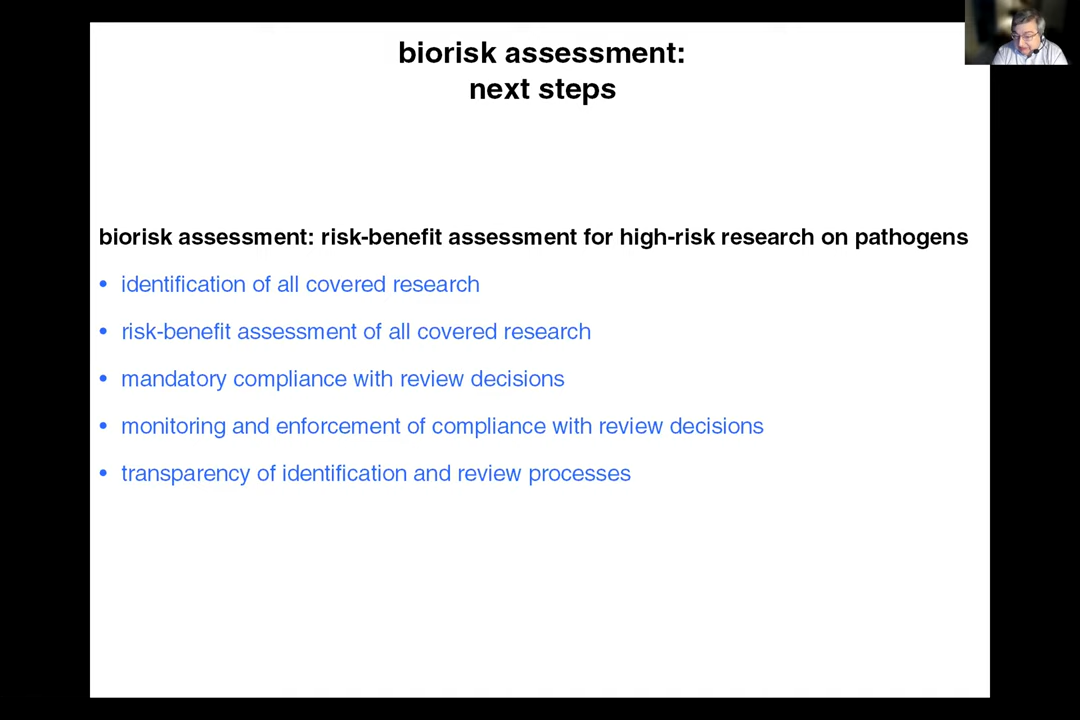 biorisk assessment:
next steps
biorisk assessment: risk-benefit assessment for high-risk research on pathogens
• identification of all covered research
• risk-benefit assessment of all covered research
• mandatory compliance with review decisions
• monitoring and enforcement of compliance with review decisions
• transparency of identification and review processes